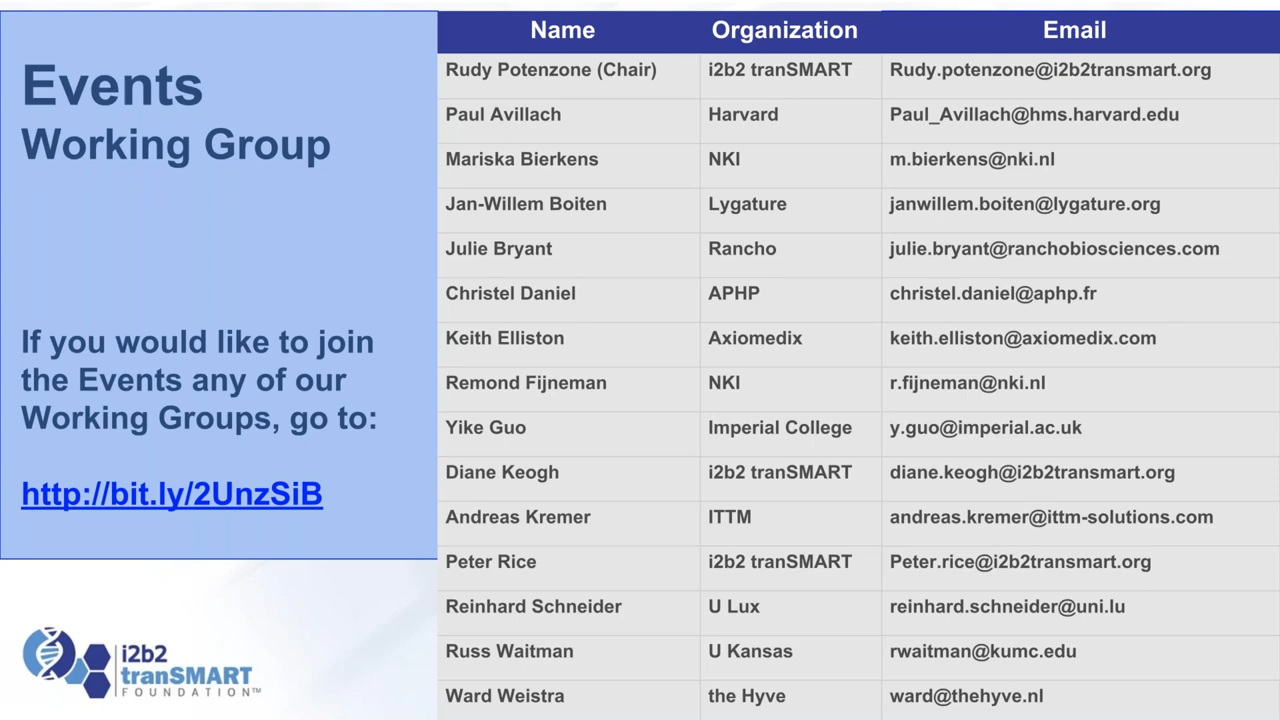 Events
Working Group
If you would like to join
the Events any of our
Working Groups, go to:
http://bit.ly/2UnzSiB
i2b2
tranSMART
FOUNDATION™
Name Organization Email
Rudy Potenzone (Chair) i2b2 tranSMART Rudy.potenzone@i2b2transmart.org
Paul Avillach Harvard Paul_Avillach@hms.harvard.edu
Mariska Bierkens NKI m.bierkens@nki.nl
Jan-Willem Boiten Lygature janwillem.boiten@lygature.org
Julie Bryant Rancho julie.bryant@ranchobiosciences.com
Christel Daniel APHP christel.daniel@aphp.fr
Keith Elliston Axiomedix keith.elliston@axiomedix.com
Remond Fijneman NKI r.fijneman@nki.nl
Yike Guo Imperial College y.guo@imperial.ac.uk
Diane Keogh i2b2 tranSMART diane.keogh@i2b2transmart.org
Andreas Kremer ITTM andreas.kremer@ittm-solutions.com
Peter Rice i2b2 tranSMART Peter.rice@i2b2transmart.org
Reinhard Schneider U Lux reinhard.schneider@uni.lu
Russ Waitman U Kansas rwaitman@kumc.edu
Ward Weistra the Hyve ward@thehyve.nl